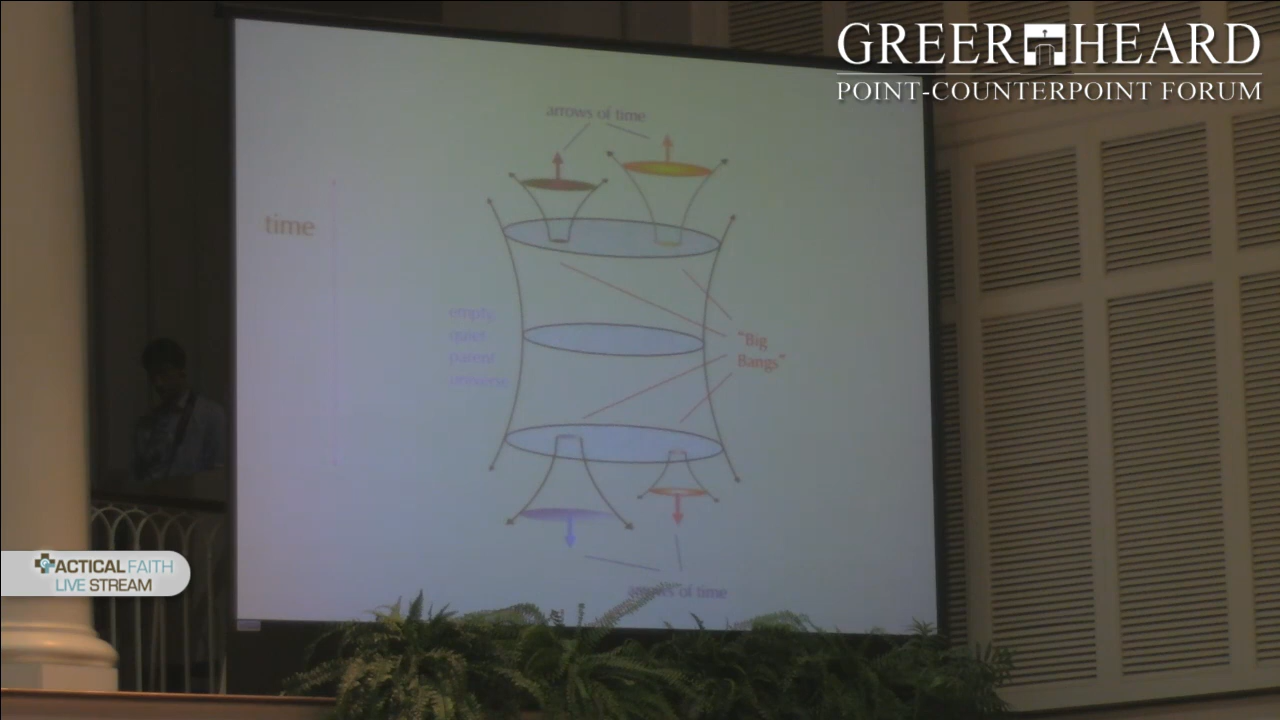 GREER HEARD
POINT-COUNTERPOINT FORUM
arrows of time
time
empty
quiet
parent
universe
"Big
Bangs"
arrows of time
TACTICAL FAITH
LIVE STREAM